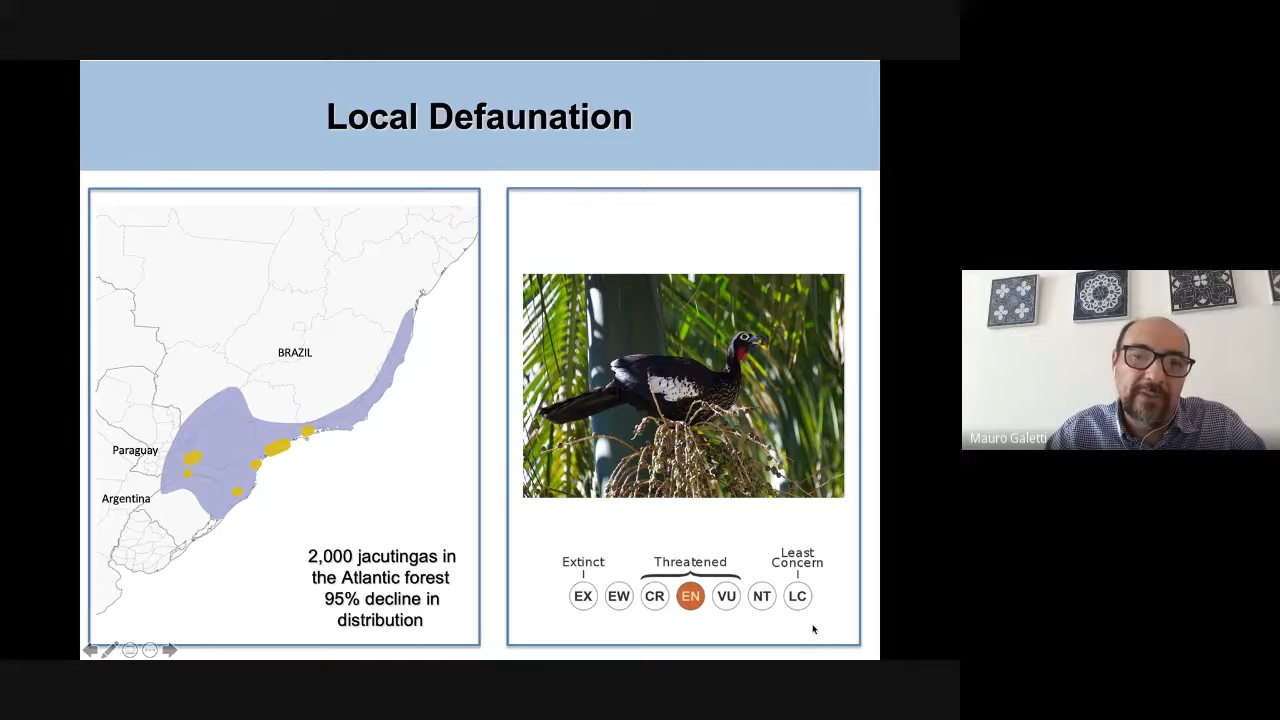 Local Defaunation
BRAZIL
Paraguay
Argentina
2,000 jacutingas in
the Atlantic forest
95% decline in
distribution
Extinct
Threatened
Least
Concern
EX EW CR EN VU NT LC
Mauro Galetti